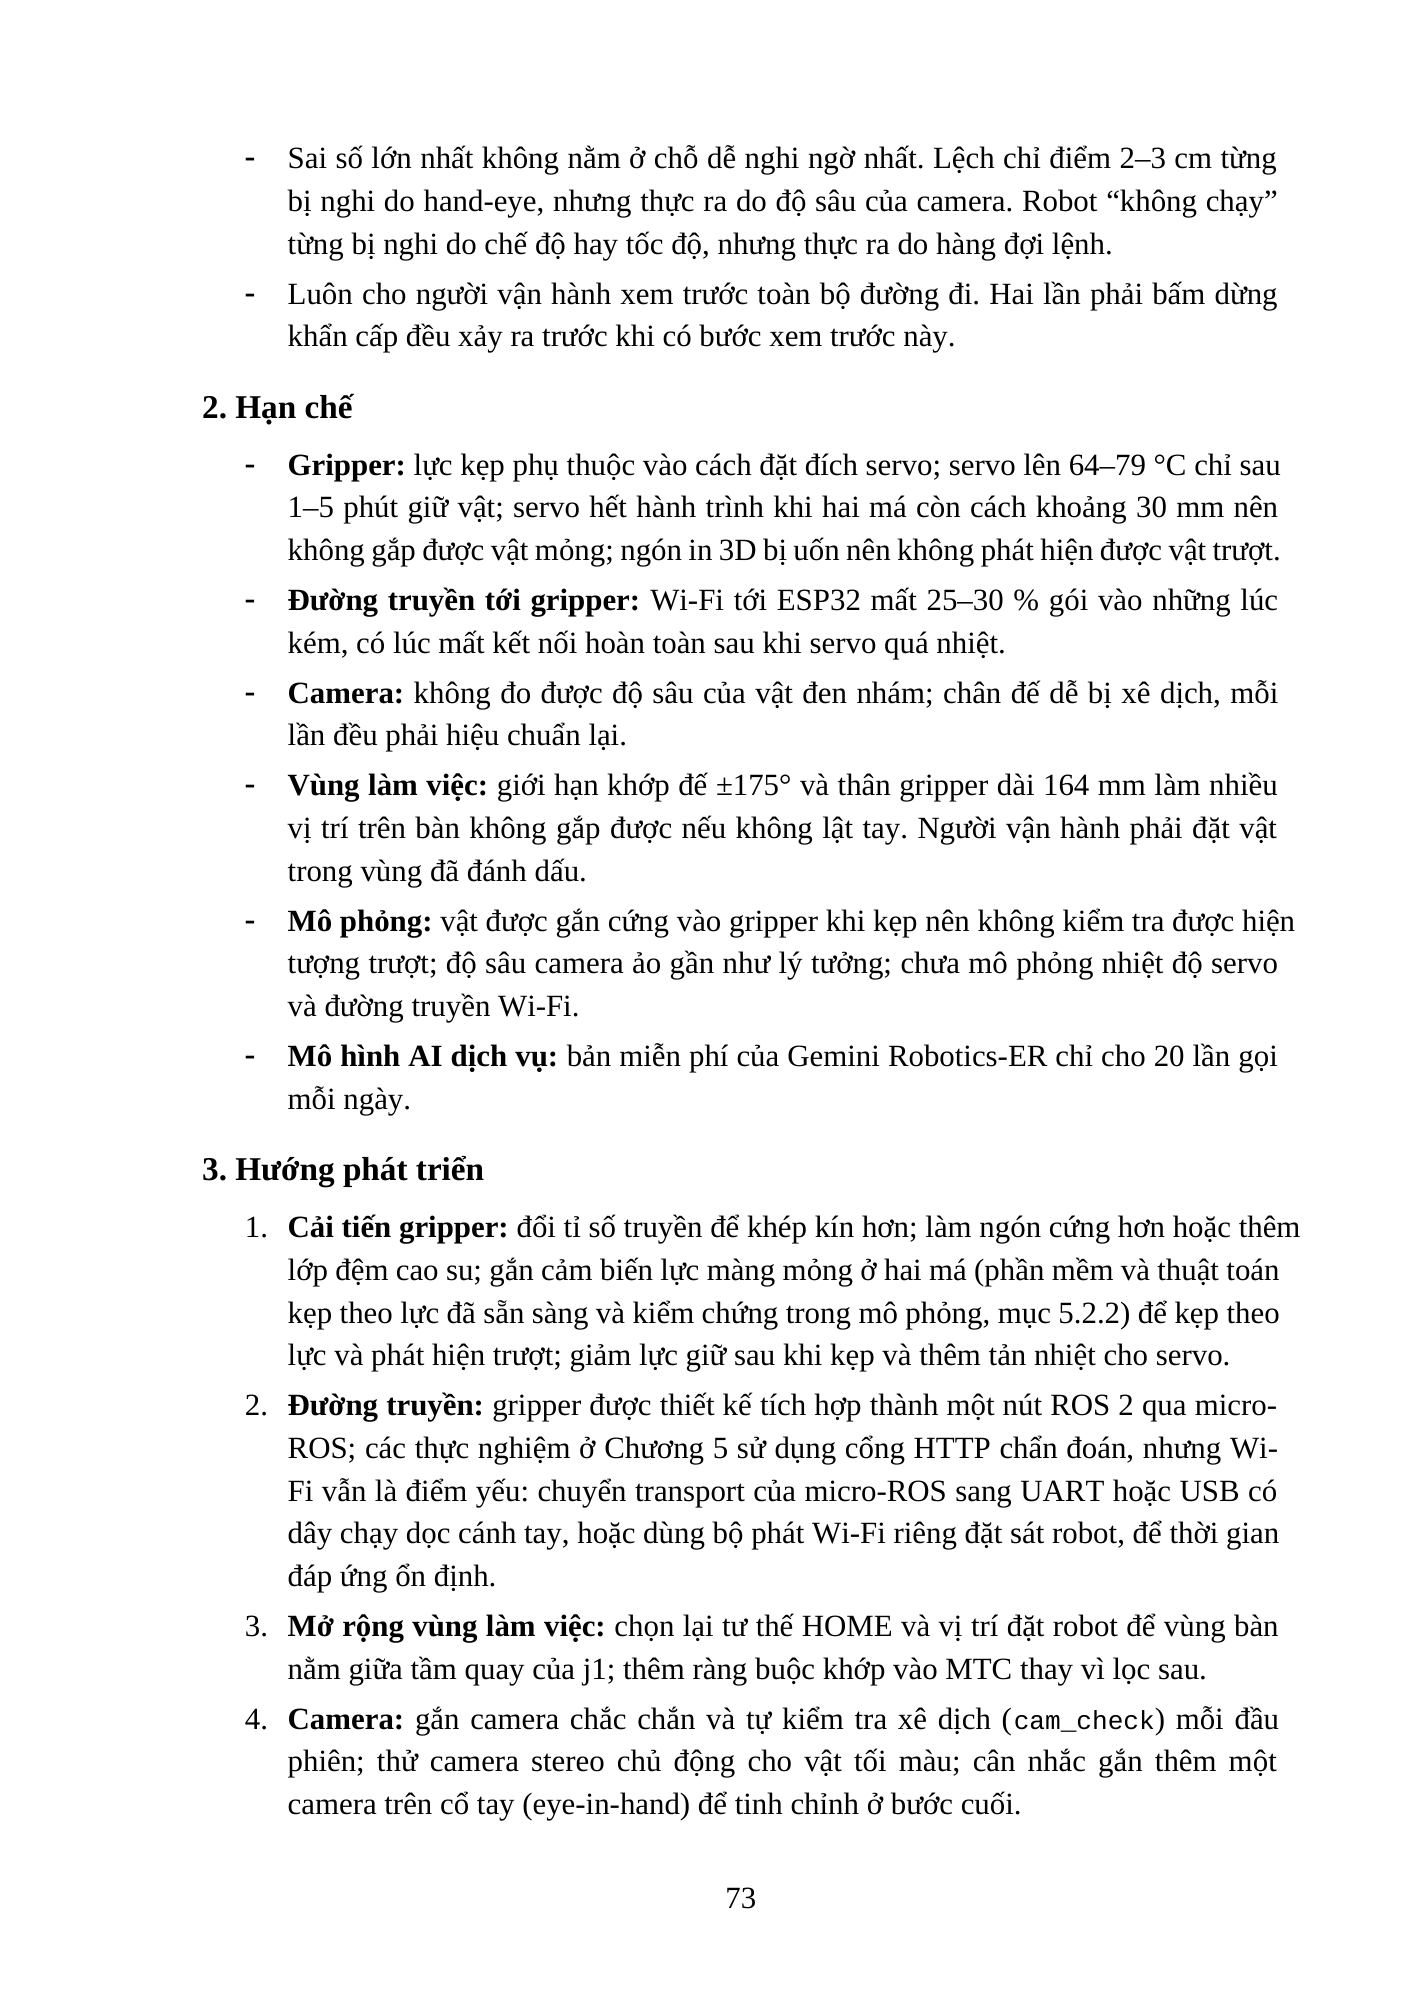 - Sai số lớn nhất không nằm ở chỗ dễ nghi ngờ nhất. Lệch chỉ điểm 2–3 cm từng
bị nghi do hand-eye, nhưng thực ra do độ sâu của camera. Robot “không chạy”
từng bị nghi do chế độ hay tốc độ, nhưng thực ra do hàng đợi lệnh.
- Luôn cho người vận hành xem trước toàn bộ đường đi. Hai lần phải bấm dừng
khẩn cấp đều xảy ra trước khi có bước xem trước này.
2. Hạn chế
- Gripper: lực kẹp phụ thuộc vào cách đặt đích servo; servo lên 64–79 °C chỉ sau
1–5 phút giữ vật; servo hết hành trình khi hai má còn cách khoảng 30 mm nên
không gắp được vật mỏng; ngón in 3D bị uốn nên không phát hiện được vật trượt.
- Đường truyền tới gripper: Wi-Fi tới ESP32 mất 25–30 % gói vào những lúc
kém, có lúc mất kết nối hoàn toàn sau khi servo quá nhiệt.
- Camera: không đo được độ sâu của vật đen nhám; chân đế dễ bị xê dịch, mỗi
lần đều phải hiệu chuẩn lại.
- Vùng làm việc: giới hạn khớp đế ±175° và thân gripper dài 164 mm làm nhiều
vị trí trên bàn không gắp được nếu không lật tay. Người vận hành phải đặt vật
trong vùng đã đánh dấu.
- Mô phỏng: vật được gắn cứng vào gripper khi kẹp nên không kiểm tra được hiện
tượng trượt; độ sâu camera ảo gần như lý tưởng; chưa mô phỏng nhiệt độ servo
và đường truyền Wi-Fi.
- Mô hình AI dịch vụ: bản miễn phí của Gemini Robotics-ER chỉ cho 20 lần gọi
mỗi ngày.
3. Hướng phát triển
1. Cải tiến gripper: đổi tỉ số truyền để khép kín hơn; làm ngón cứng hơn hoặc thêm
lớp đệm cao su; gắn cảm biến lực màng mỏng ở hai má (phần mềm và thuật toán
kẹp theo lực đã sẵn sàng và kiểm chứng trong mô phỏng, mục 5.2.2) để kẹp theo
lực và phát hiện trượt; giảm lực giữ sau khi kẹp và thêm tản nhiệt cho servo.
2. Đường truyền: gripper được thiết kế tích hợp thành một nút ROS 2 qua micro-
ROS; các thực nghiệm ở Chương 5 sử dụng cổng HTTP chẩn đoán, nhưng Wi-
Fi vẫn là điểm yếu: chuyển transport của micro-ROS sang UART hoặc USB có
dây chạy dọc cánh tay, hoặc dùng bộ phát Wi-Fi riêng đặt sát robot, để thời gian
đáp ứng ổn định.
3. Mở rộng vùng làm việc: chọn lại tư thế HOME và vị trí đặt robot để vùng bàn
nằm giữa tầm quay của j1; thêm ràng buộc khớp vào MTC thay vì lọc sau.
4. Camera: gắn camera chắc chắn và tự kiểm tra xê dịch (cam_check) mỗi đầu
phiên; thử camera stereo chủ động cho vật tối màu; cân nhắc gắn thêm một
camera trên cổ tay (eye-in-hand) để tinh chỉnh ở bước cuối.
73